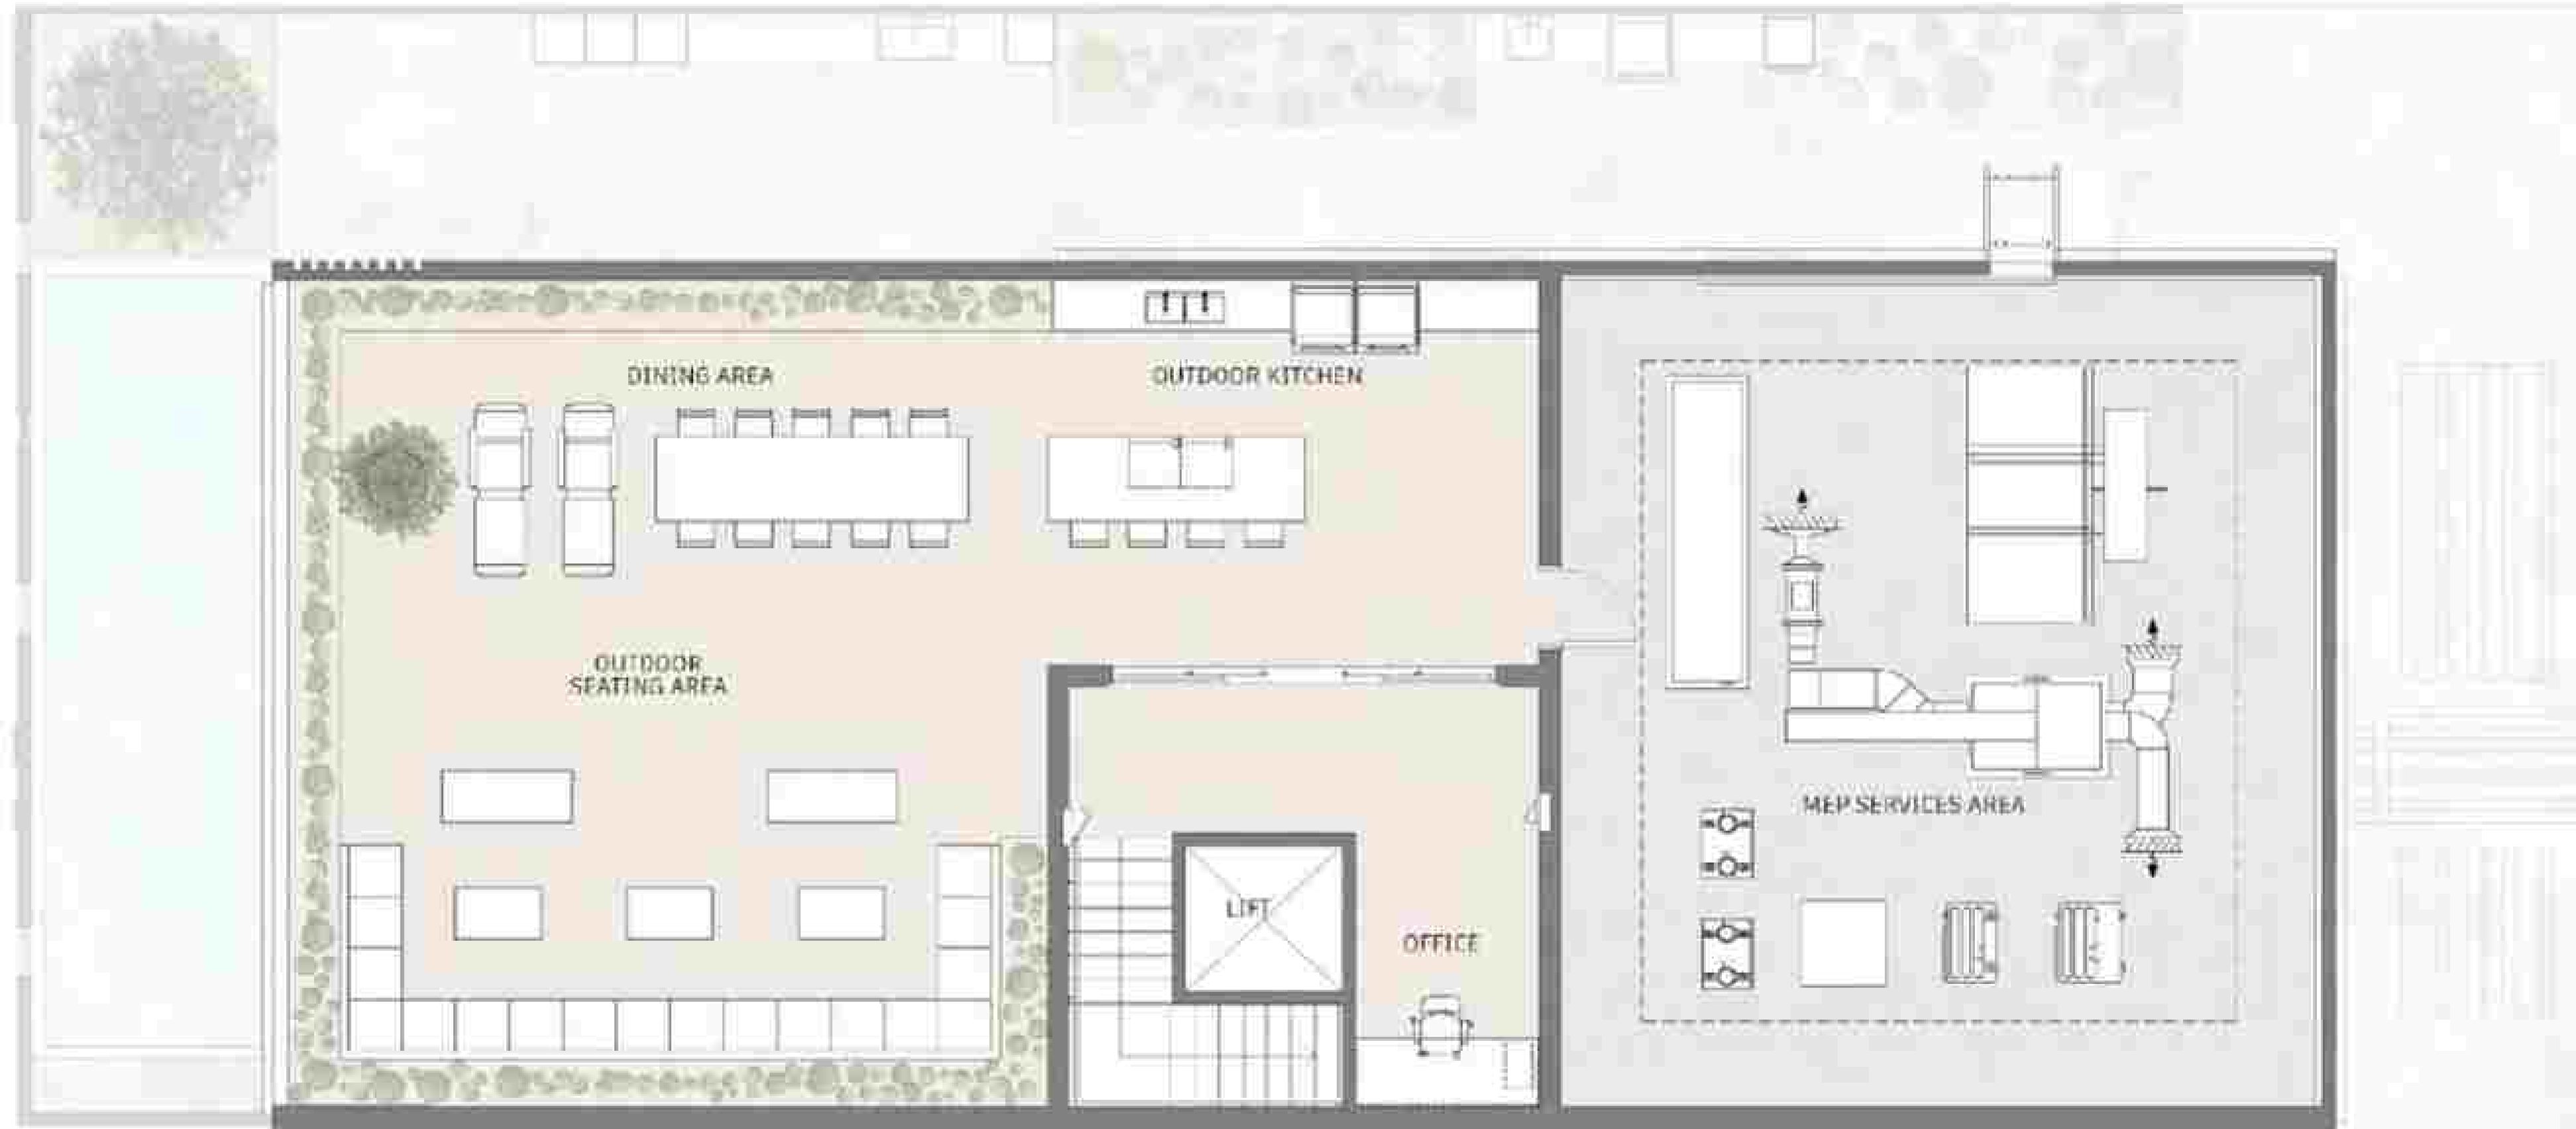 DINING AREA
OUTDOOR KITCHEN
OUTDOOR
SEATING AREA
MEP SERVICES AREA
LIFT
OFFICE